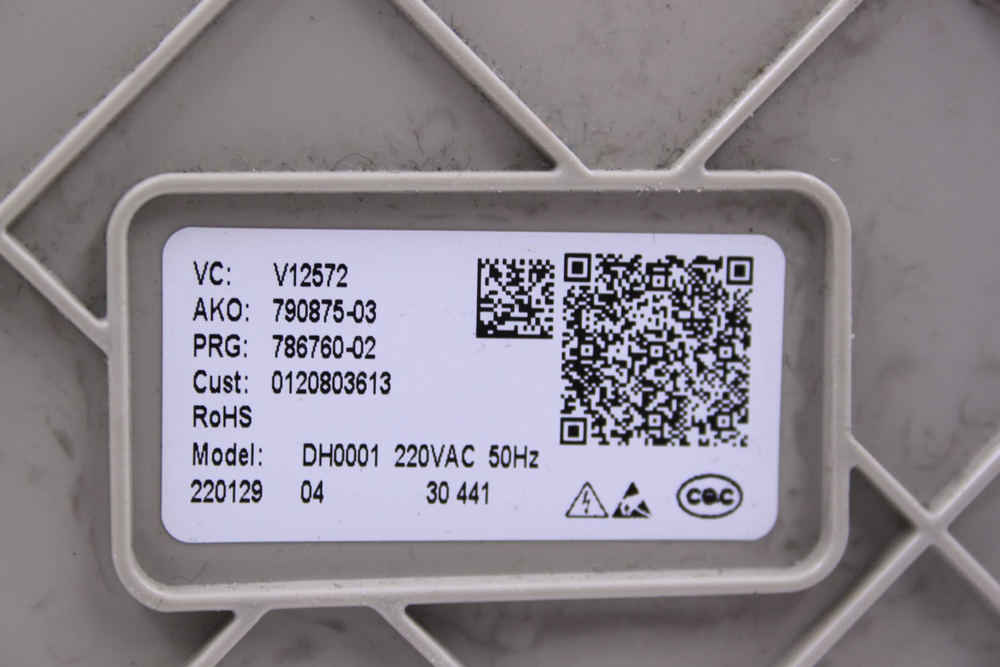 VC: V12572
AKO: 790875-03
PRG: 786760-02
Cust: 0120803613
RoHS
Model: DH0001 220VAC 50Hz
220129 04 30 441
CQC